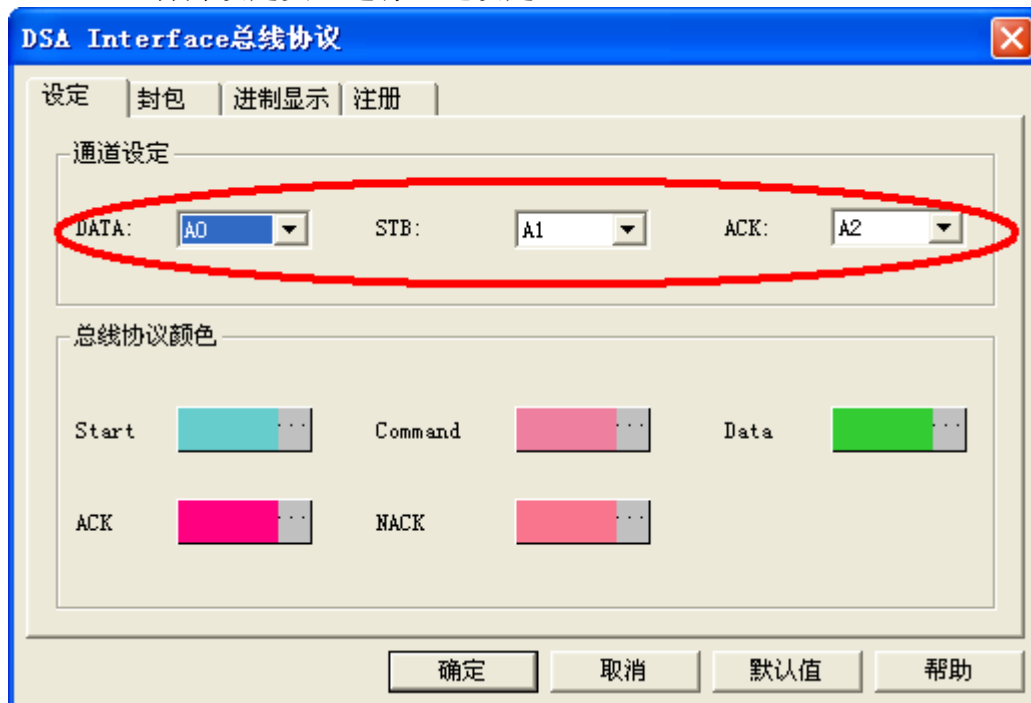 DSA Interface总线协议
设定 封包 进制显示 注册
通道设定
DATA: A0 STB: A1 ACK: A2
总线协议颜色
Start ... Command ... Data ...
ACK ... NACK ...
确定 取消 默认值 帮助